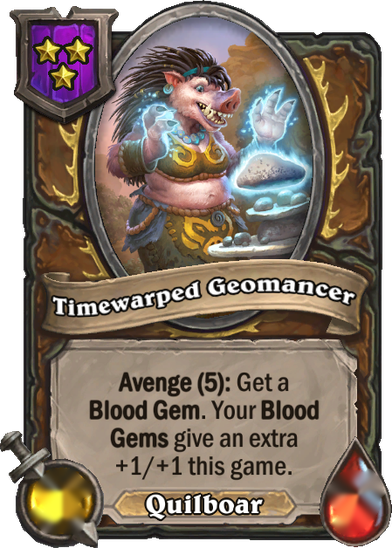 Timewarped Geomancer
Avenge (5): Get a
Blood Gem. Your Blood
Gems give an extra
+1/+1 this game.
Quilboar